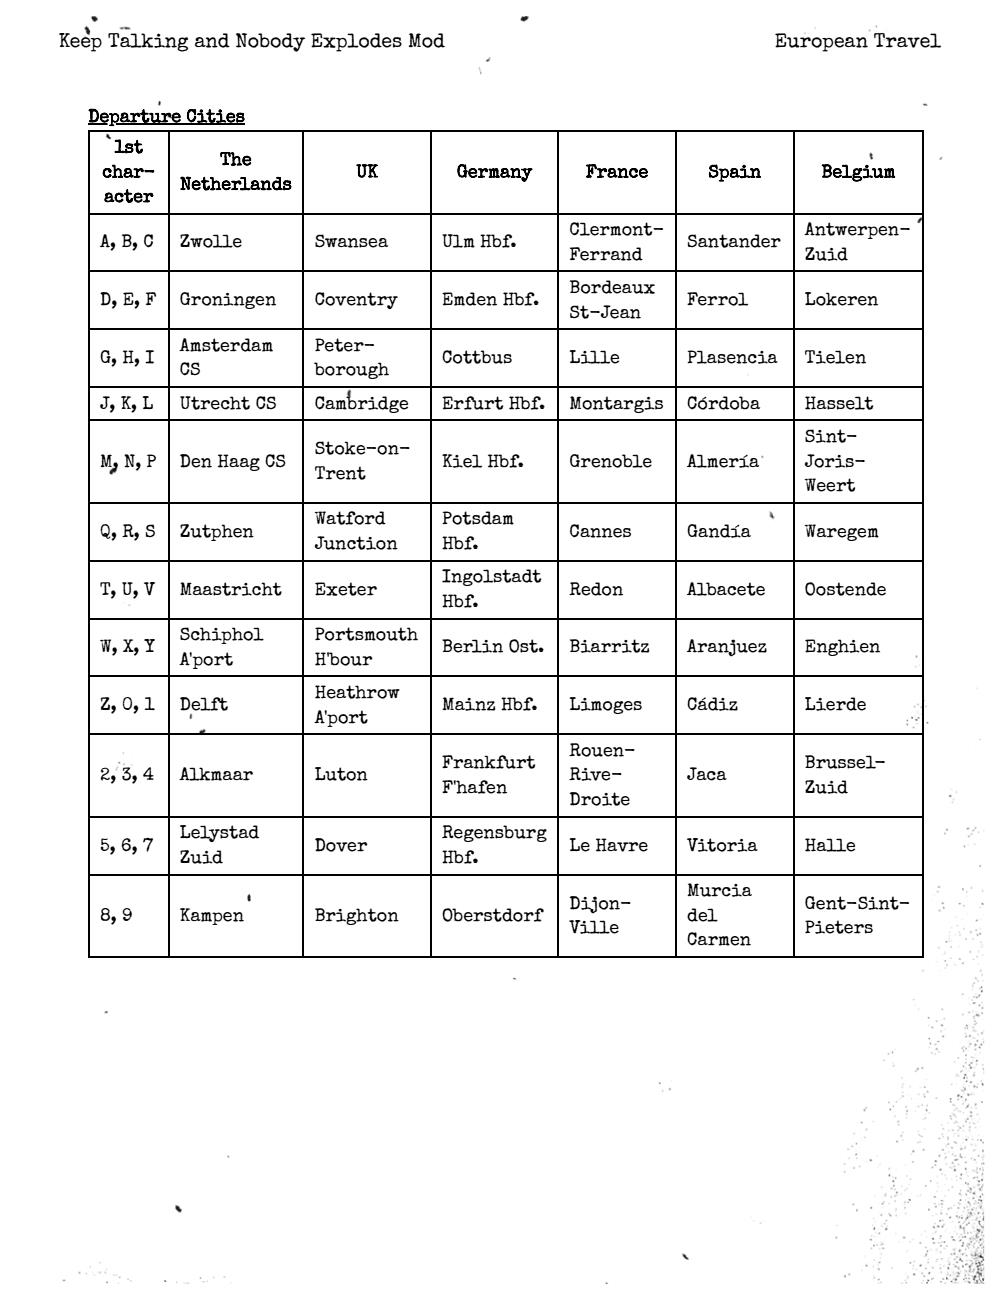 Keep Talking and Nobody Explodes Mod European Travel
Departure Cities
1st
char-
acter
The
Netherlands
UK
Germany
France
Spain
Belgium
A, B, C
Zwolle
Swansea
Ulm Hbf.
Clermont-
Ferrand
Santander
Antwerpen-
Zuid
D, E, F
Groningen
Coventry
Emden Hbf.
Bordeaux
St-Jean
Ferrol
Lokeren
G, H, I
Amsterdam
CS
Peter-
borough
Cottbus
Lille
Plasencia
Tielen
J, K, L
Utrecht CS
Cambridge
Erfurt Hbf.
Montargis
Córdoba
Hasselt
M, N, P
Den Haag CS
Stoke-on-
Trent
Kiel Hbf.
Grenoble
Almería
Sint-
Joris-
Weert
Q, R, S
Zutphen
Watford
Junction
Potsdam
Hbf.
Cannes
Gandía
Waregem
T, U, V
Maastricht
Exeter
Ingolstadt
Hbf.
Redon
Albacete
Oostende
W, X, Y
Schiphol
A'port
Portsmouth
H'bour
Berlin Ost.
Biarritz
Aranjuez
Enghien
Z, 0, 1
Delft
Heathrow
A'port
Mainz Hbf.
Limoges
Cádiz
Lierde
2, 3, 4
Alkmaar
Luton
Frankfurt
F'hafen
Rouen-
Rive-
Droite
Jaca
Brussel-
Zuid
5, 6, 7
Lelystad
Zuid
Dover
Regensburg
Hbf.
Le Havre
Vitoria
Halle
8, 9
Kampen
Brighton
Oberstdorf
Dijon-
Ville
Murcia
del
Carmen
Gent-Sint-
Pieters